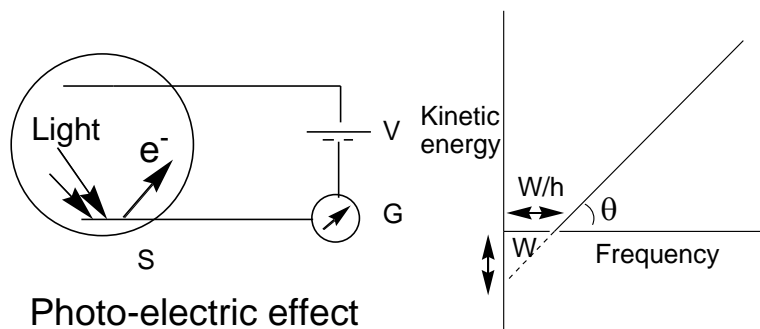 Light
e-
V
G
S
Photo-electric effect
Kinetic
energy
W/h
θ
W
Frequency